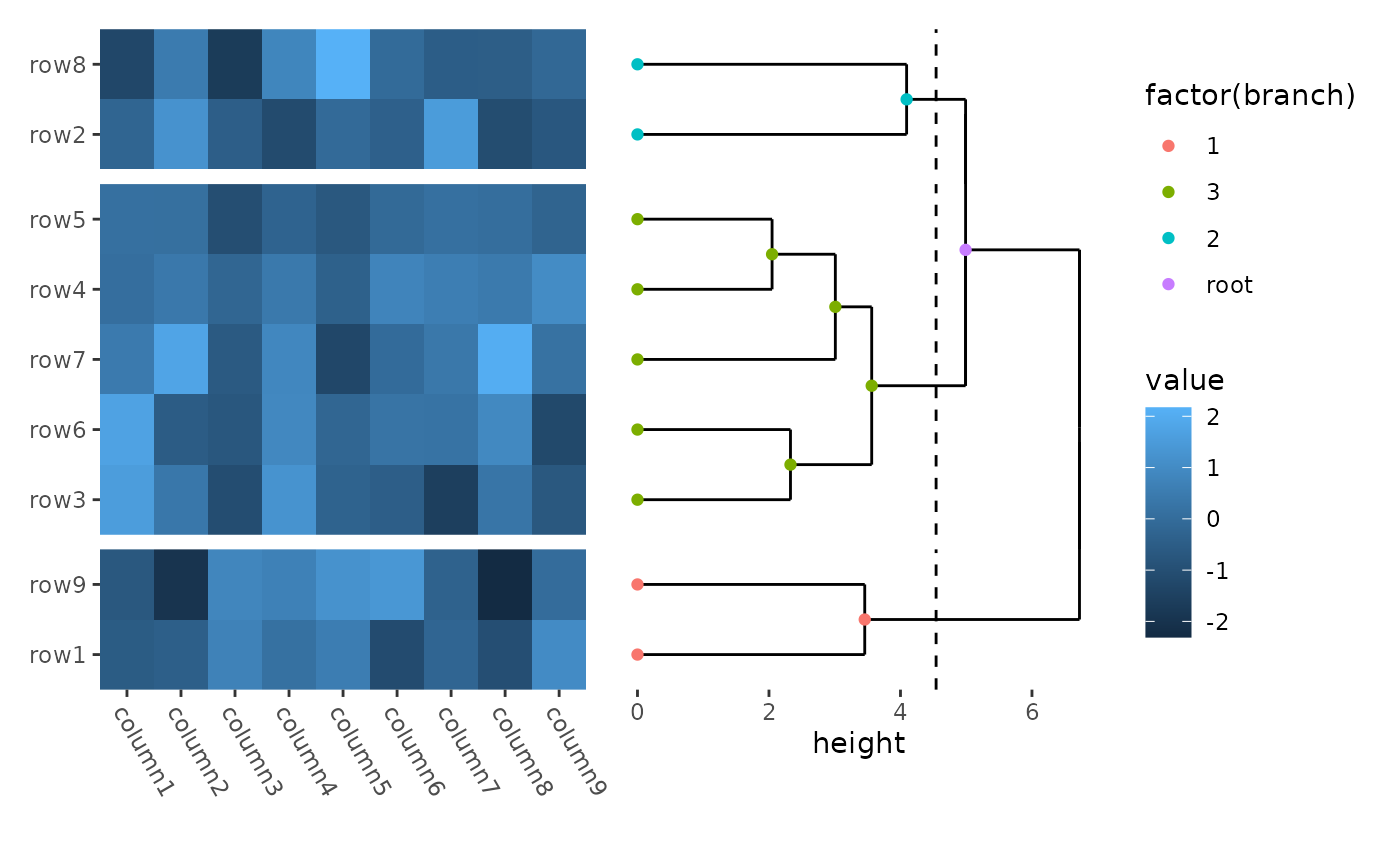 row8
row2
row5
row4
row7
row6
row3
row9
row1
column1
column2
column3
column4
column5
column6
column7
column8
column9
0
2
4
6
height
factor(branch)
1
3
2
root
value
2
1
0
-1
-2